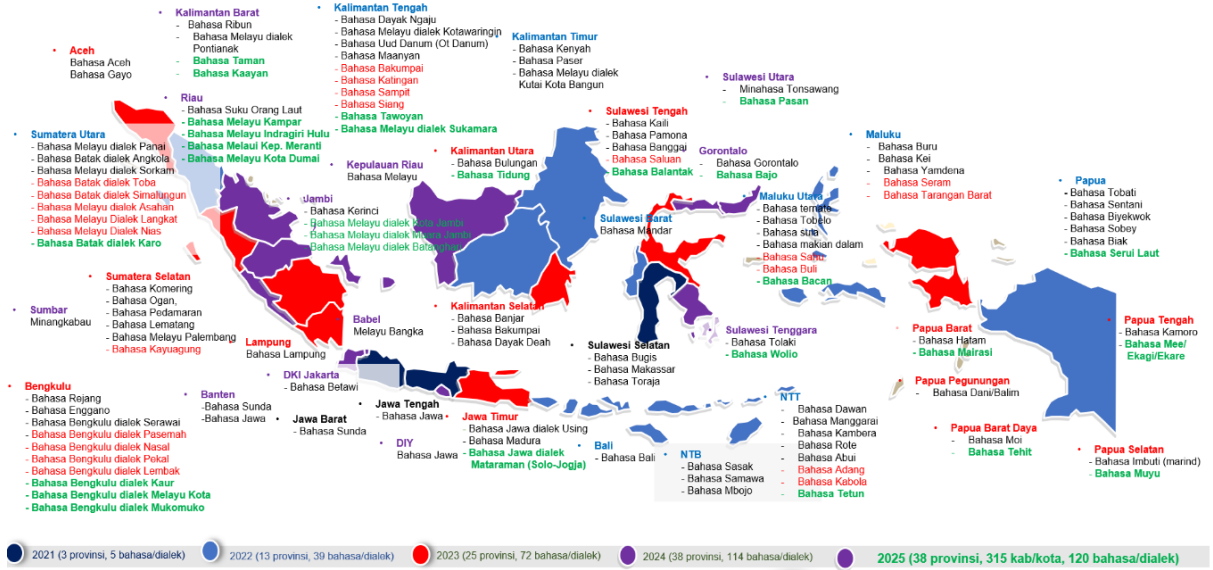 Aceh
Bahasa Aceh
Bahasa Gayo
Kalimantan Barat
- Bahasa Ribun
- Bahasa Melayu dialek
Pontianak
- Bahasa Taman
- Bahasa Kaayan
Kalimantan Tengah
- Bahasa Dayak Ngaju
- Bahasa Melayu dialek Kotawaringin
- Bahasa Uud Danum (Ot Danum)
- Bahasa Maanyan
- Bahasa Bakumpai
- Bahasa Katingan
- Bahasa Sampit
- Bahasa Siang
- Bahasa Tawoyan
- Bahasa Melayu dialek Sukamara
Kalimantan Timur
- Bahasa Kenyah
- Bahasa Paser
- Bahasa Melayu dialek
Kutai Kota Bangun
Sulawesi Utara
- Minahasa Tonsawang
- Bahasa Pasan
Riau
- Bahasa Suku Orang Laut
- Bahasa Melayu Kampar
- Bahasa Melayu Indragiri Hulu
- Bahasa Melaui Kep. Meranti
- Bahasa Melayu Kota Dumai
Sumatera Utara
- Bahasa Melayu dialek Panai
- Bahasa Batak dialek Angkola
- Bahasa Melayu dialek Sorkam
- Bahasa Batak dialek Toba
- Bahasa Batak dialek Simalungun
- Bahasa Melayu dialek Asahan
- Bahasa Melayu Dialek Langkat
- Bahasa Melayu Dialek Nias
- Bahasa Batak dialek Karo
Kepulauan Riau
Bahasa Melayu
Kalimantan Utara
- Bahasa Bulungan
- Bahasa Tidung
Sulawesi Tengah
- Bahasa Kaili
- Bahasa Pamona
- Bahasa Banggai
- Bahasa Saluan
- Bahasa Balantak
Gorontalo
- Bahasa Gorontalo
- Bahasa Bajo
Maluku
- Bahasa Buru
- Bahasa Kei
- Bahasa Yamdena
- Bahasa Seram
- Bahasa Tarangan Barat
Papua
- Bahasa Tobati
- Bahasa Sentani
- Bahasa Biyekwok
- Bahasa Sobey
- Bahasa Biak
- Bahasa Serui Laut
Jambi
- Bahasa Kerinci
- Bahasa Melayu dialek Kota Jambi
- Bahasa Melayu dialek Muara Jambi
- Bahasa Melayu dialek
Sulawesi Barat
Bahasa Mandar
Maluku Utara
- Bahasa ternate
- Bahasa Tobelo
- Bahasa sula
- Bahasa makian dalam
- Bahasa Sahu
- Bahasa Buli
- Bahasa Bacan
Sumatera Selatan
- Bahasa Komering
- Bahasa Ogan,
- Bahasa Pedamaran
- Bahasa Lematang
- Bahasa Melayu Palembang
- Bahasa Kayuagung
Sumbar
Minangkabau
Lampung
Bahasa Lampung
Babel
Melayu Bangka
Kalimantan Selatan
- Bahasa Banjar
- Bahasa Bakumpai
- Bahasa Dayak Deah
Sulawesi Selatan
- Bahasa Bugis
- Bahasa Makassar
- Bahasa Toraja
Sulawesi Tenggara
- Bahasa Tolaki
- Bahasa Wolio
Papua Barat
- Bahasa Hatam
- Bahasa Mairasi
Papua Tengah
- Bahasa Kamoro
- Bahasa Mee/
Ekagi/Ekare
Papua Pegunungan
- Bahasa Dani/Balim
Bengkulu
- Bahasa Rejang
- Bahasa Enggano
- Bahasa Bengkulu dialek Serawai
- Bahasa Bengkulu dialek Pasemah
- Bahasa Bengkulu dialek Nasal
- Bahasa Bengkulu dialek Pekal
- Bahasa Bengkulu dialek Lembak
- Bahasa Bengkulu dialek Kaur
- Bahasa Bengkulu dialek Melayu Kota
- Bahasa Bengkulu dialek Mukomuko
Banten
-Bahasa Sunda
-Bahasa Jawa
DKI Jakarta
- Bahasa Betawi
Jawa Barat
- Bahasa Sunda
Jawa Tengah
- Bahasa Jawa
DIY
Bahasa Jawa
Jawa Timur
- Bahasa Jawa dialek Using
- Bahasa Madura
- Bahasa Jawa dialek
Mataraman (Solo-Jogja)
Bali
- Bahasa Bali
NTB
- Bahasa Sasak
- Bahasa Samawa
- Bahasa Mbojo
NTT
- Bahasa Dawan
- Bahasa Manggarai
- Bahasa Kambera
- Bahasa Rote
- Bahasa Abui
- Bahasa Adang
- Bahasa Kabola
- Bahasa Tetun
Papua Barat Daya
- Bahasa Moi
- Bahasa Tehit
Papua Selatan
- Bahasa Imbuti (marind)
- Bahasa Muyu
2021 (3 provinsi, 5 bahasa/dialek)
2022 (13 provinsi, 39 bahasa/dialek)
2023 (25 provinsi, 72 bahasa/dialek)
2024 (38 provinsi, 114 bahasa/dialek)
2025 (38 provinsi, 315 kab/kota, 120 bahasa/dialek)